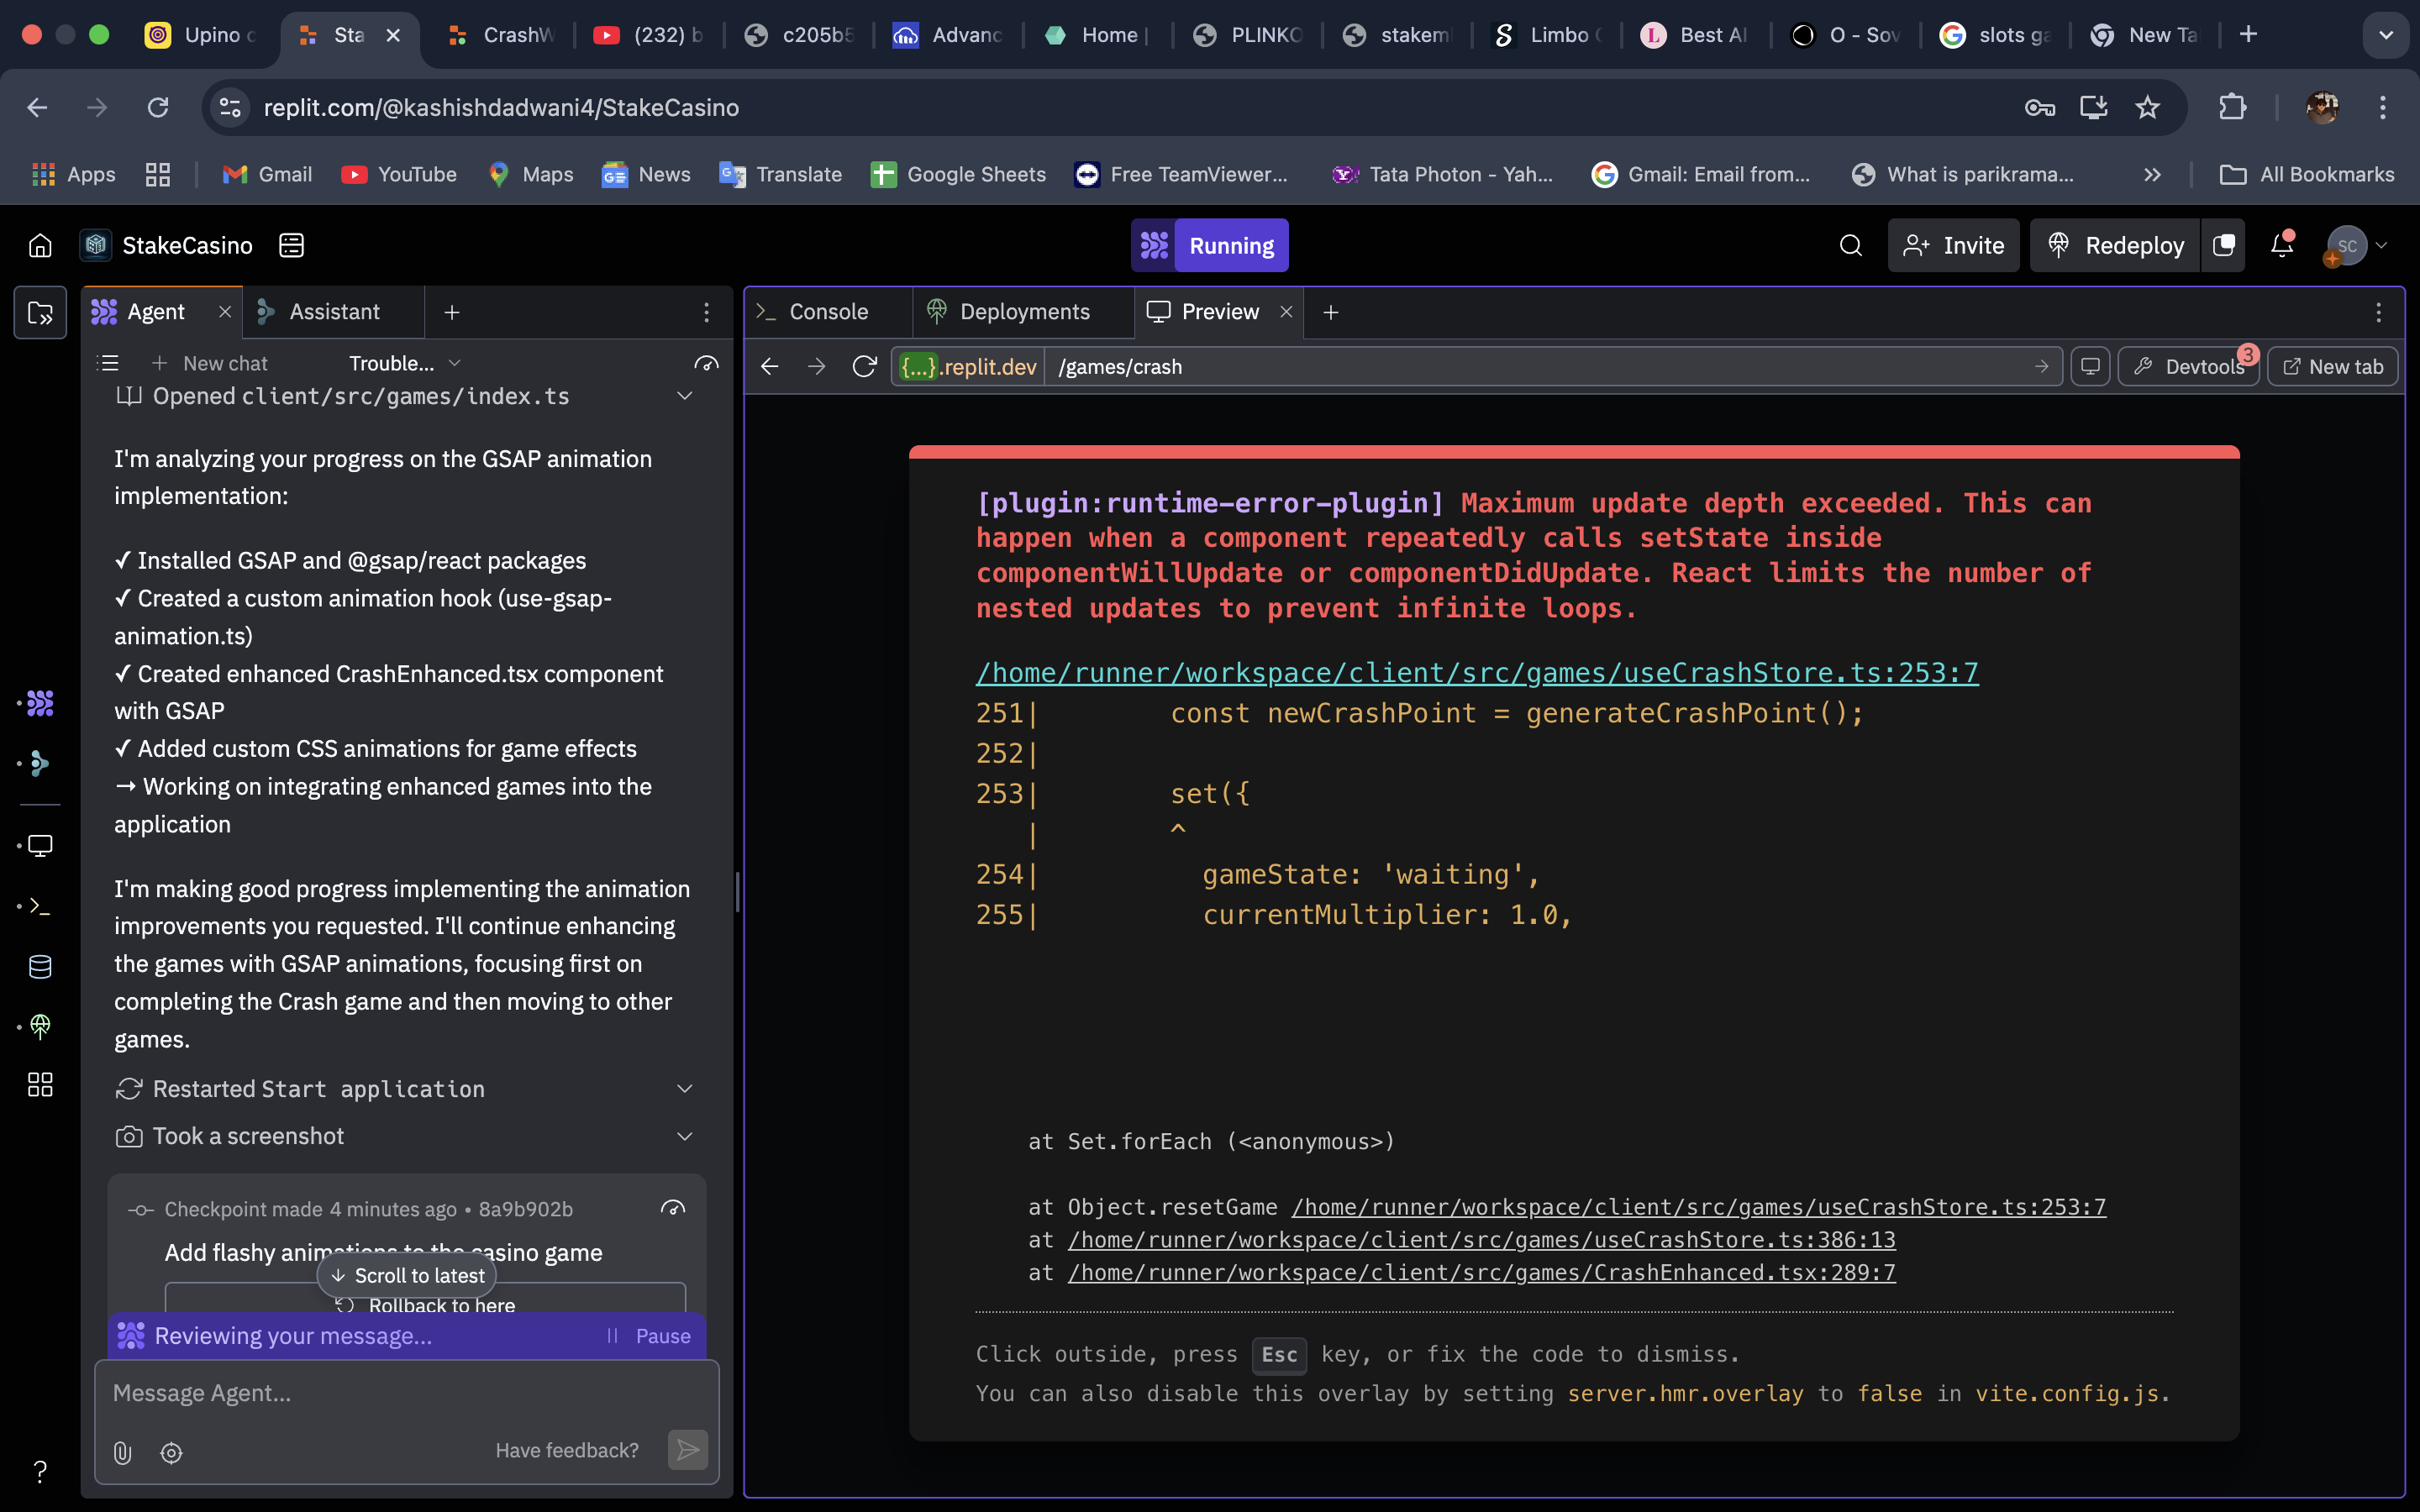 Upino
Sta
CrashW
(232) b
c205b5
Advanc
Home |
PLINKO
stakem
Limbo
Best AI
O - Sov
slots ga
New Ta
replit.com/@kashishdadwani4/StakeCasino
Apps
Gmail
YouTube
Maps
News
Translate
Google Sheets
Free TeamViewer...
Tata Photon - Yah...
Gmail: Email from...
What is parikrama...
All Bookmarks
StakeCasino
Running
Invite
Redeploy
SC
Agent
Assistant
Console
Deployments
Preview
New chat
Trouble...
{...}.replit.dev
/games/crash
Devtools
3
New tab
Opened client/src/games/index.ts
I'm analyzing your progress on the GSAP animation
implementation:
✓ Installed GSAP and @gsap/react packages
✓ Created a custom animation hook (use-gsap-
animation.ts)
✓ Created enhanced CrashEnhanced.tsx component
with GSAP
✓ Added custom CSS animations for game effects
→ Working on integrating enhanced games into the
application
I'm making good progress implementing the animation
improvements you requested. I'll continue enhancing
the games with GSAP animations, focusing first on
completing the Crash game and then moving to other
games.
Restarted Start application
Took a screenshot
Checkpoint made 4 minutes ago • 8a9b902b
Add flashy animations to the casino game
↓ Scroll to latest
Rollback to here
Reviewing your message...
Pause
Message Agent...
Have feedback?
[plugin:runtime-error-plugin] Maximum update depth exceeded. This can
happen when a component repeatedly calls setState inside
componentWillUpdate or componentDidUpdate. React limits the number of
nested updates to prevent infinite loops.
/home/runner/workspace/client/src/games/useCrashStore.ts:253:7
251| const newCrashPoint = generateCrashPoint();
252|
253| set({
| ^
254| gameState: 'waiting',
255| currentMultiplier: 1.0,
at Set.forEach (<anonymous>)
at Object.resetGame /home/runner/workspace/client/src/games/useCrashStore.ts:253:7
at /home/runner/workspace/client/src/games/useCrashStore.ts:386:13
at /home/runner/workspace/client/src/games/CrashEnhanced.tsx:289:7
Click outside, press Esc key, or fix the code to dismiss.
You can also disable this overlay by setting server.hmr.overlay to false in vite.config.js.